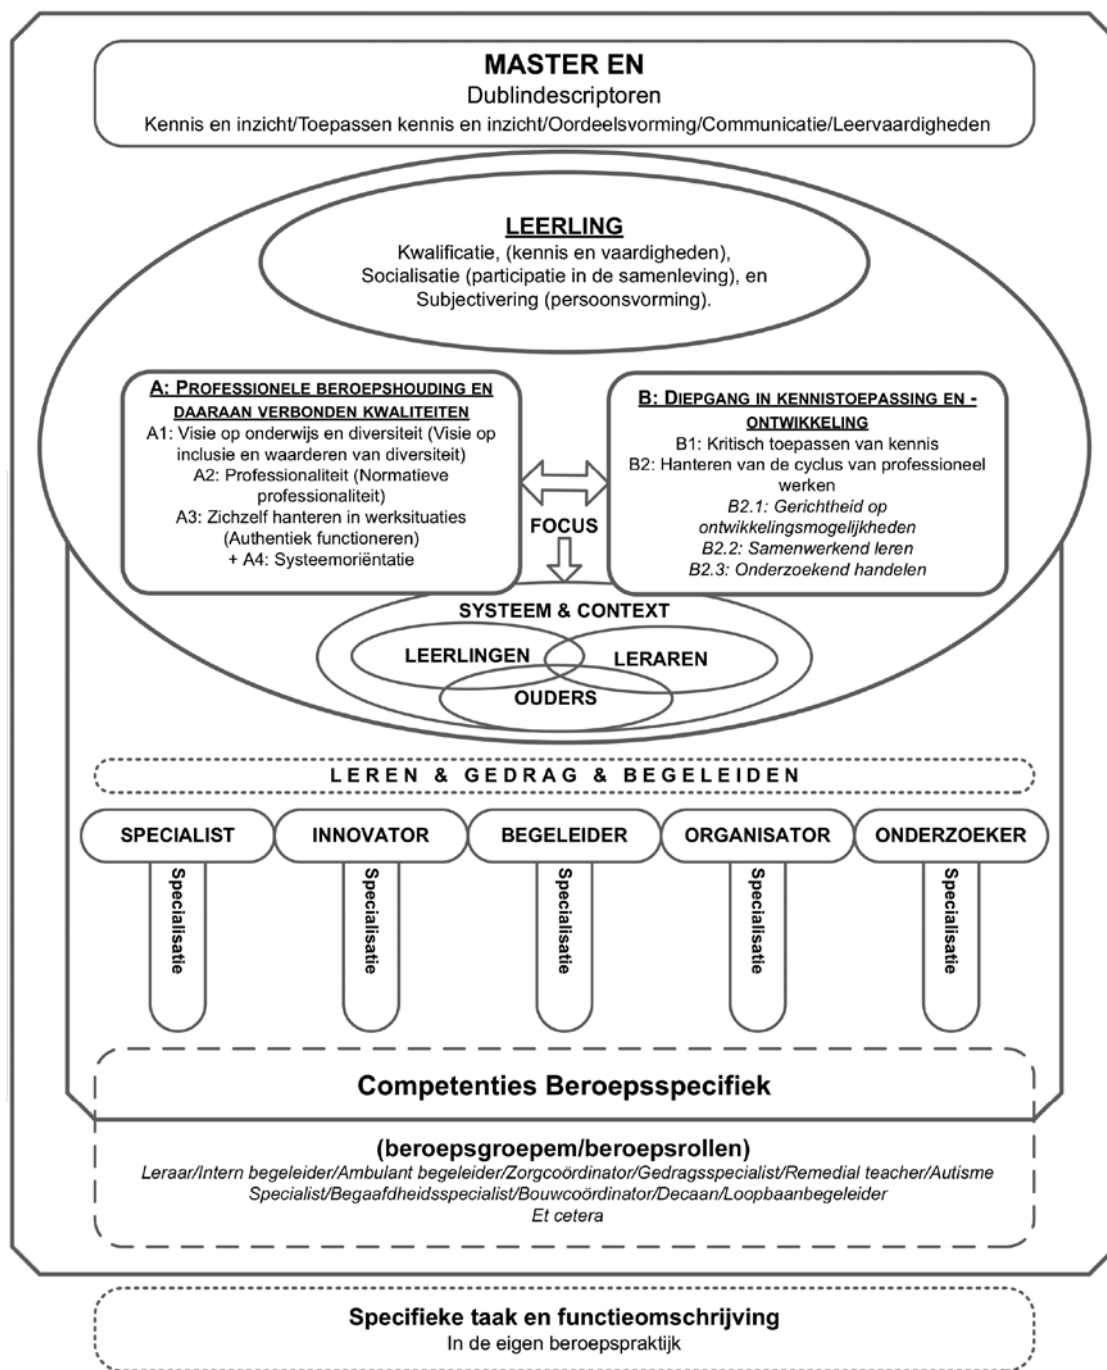 MASTER EN
Dublindescriptoren
Kennis en inzicht/Toepassen kennis en inzicht/Oordeelsvorming/Communicatie/Leervaardigheden
LEERLING
Kwalificatie, (kennis en vaardigheden),
Socialisatie (participatie in de samenleving), en
Subjectivering (persoonsvorming).
A: PROFESSIONELE BEROEPSHOUDING EN
DAARAAN VERBONDEN KWALITEITEN
A1: Visie op onderwijs en diversiteit (Visie op
inclusie en waarderen van diversiteit)
A2: Professionaliteit (Normatieve
professionaliteit)
A3: Zichzelf hanteren in werksituaties
(Authentiek functioneren)
+ A4: Systeemoriëntatie
B: DIEPGANG IN KENNISTOEPASSING EN -
ONTWIKKELING
B1: Kritisch toepassen van kennis
B2: Hanteren van de cyclus van professioneel
werken
B2.1: Gerichtheid op
ontwikkelingsmogelijkheden
B2.2: Samenwerkend leren
B2.3: Onderzoekend handelen
FOCUS
SYSTEEM & CONTEXT
LEERLINGEN
LERAREN
OUDERS
LEREN & GEDRAG & BEGELEIDEN
SPECIALIST
INNOVATOR
BEGELEIDER
ORGANISATOR
ONDERZOEKER
Specialisatie
Specialisatie
Specialisatie
Specialisatie
Specialisatie
Competenties Beroepsspecifiek
(beroepsgroepem/beroepsrollen)
Leraar/Intern begeleider/Ambulant begeleider/Zorgcoördinator/Gedragsspecialist/Remedial teacher/Autisme
Specialist/Begaafdheidsspecialist/Bouwcoördinator/Decaan/Loopbaanbegeleider
Et cetera
Specifieke taak en functieomschrijving
In de eigen beroepspraktijk